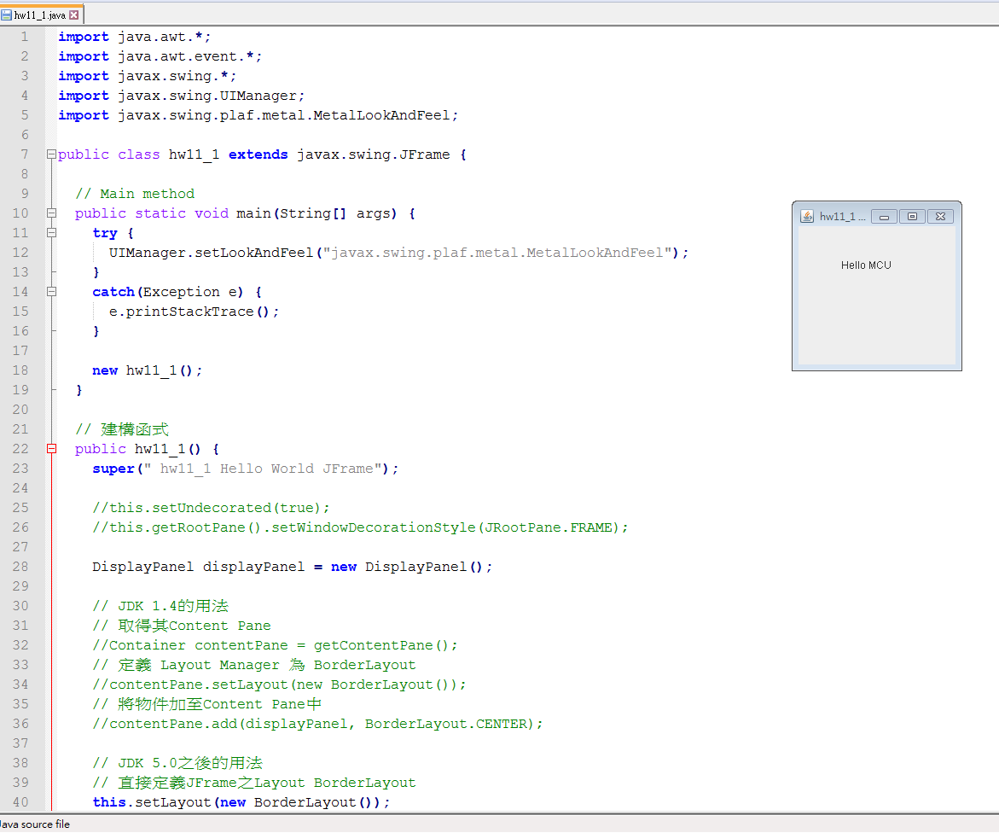 hw11_1.java
1 import java.awt.*;
2 import java.awt.event.*;
3 import javax.swing.*;
4 import javax.swing.UIManager;
5 import javax.swing.plaf.metal.MetalLookAndFeel;
6
7 public class hw11_1 extends javax.swing.JFrame {
8
9 // Main method
10 public static void main(String[] args) {
11 try {
12 UIManager.setLookAndFeel("javax.swing.plaf.metal.MetalLookAndFeel");
13 }
14 catch(Exception e) {
15 e.printStackTrace();
16 }
17
18 new hw11_1();
19 }
20
21 // 建構函式
22 public hw11_1() {
23 super(" hw11_1 Hello World JFrame");
24
25 //this.setUndecorated(true);
26 //this.getRootPane().setWindowDecorationStyle(JRootPane.FRAME);
27
28 DisplayPanel displayPanel = new DisplayPanel();
29
30 // JDK 1.4的用法
31 // 取得其Content Pane
32 //Container contentPane = getContentPane();
33 // 定義 Layout Manager 為 BorderLayout
34 //contentPane.setLayout(new BorderLayout());
35 // 將物件加至Content Pane中
36 //contentPane.add(displayPanel, BorderLayout.CENTER);
37
38 // JDK 5.0之後的用法
39 // 直接定義JFrame之Layout BorderLayout
40 this.setLayout(new BorderLayout());
hw11_1 ...
Hello MCU
Java source file